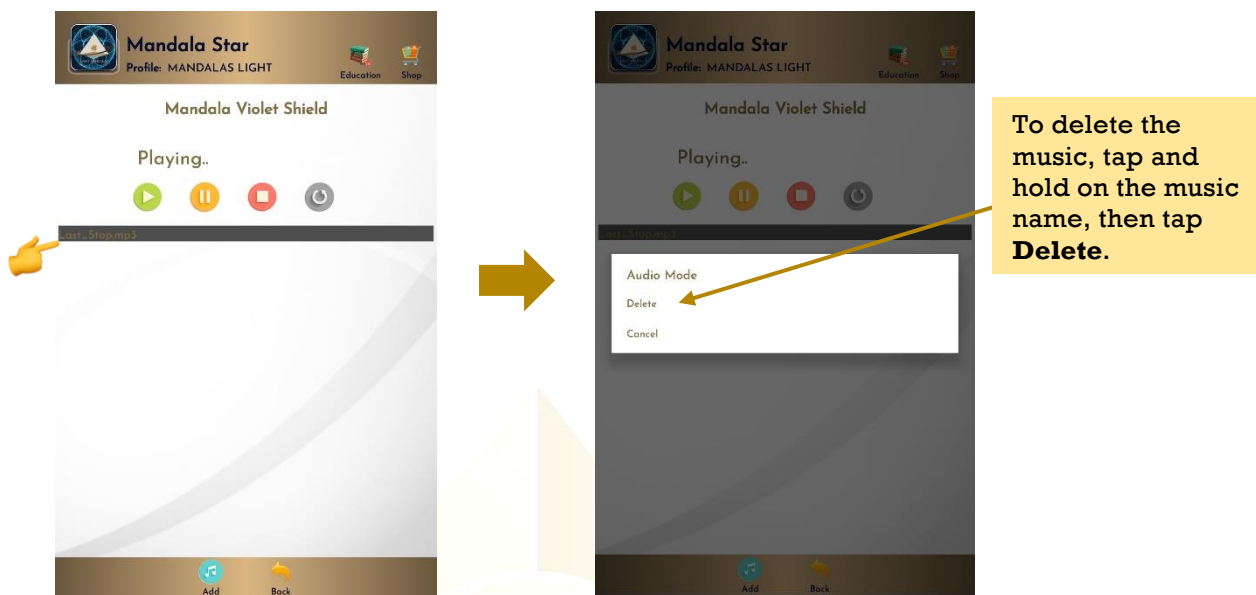 Mandala Star
Profile: MANDALAS LIGHT
Education
Shop
Mandala Violet Shield
Playing..
Last_Stop.mp3
Add
Back
Mandala Star
Profile: MANDALAS LIGHT
Education
Shop
Mandala Violet Shield
Playing..
Last_Stop.mp3
Audio Mode
Delete
Cancel
Add
Back
To delete the
music, tap and
hold on the music
name, then tap
Delete.